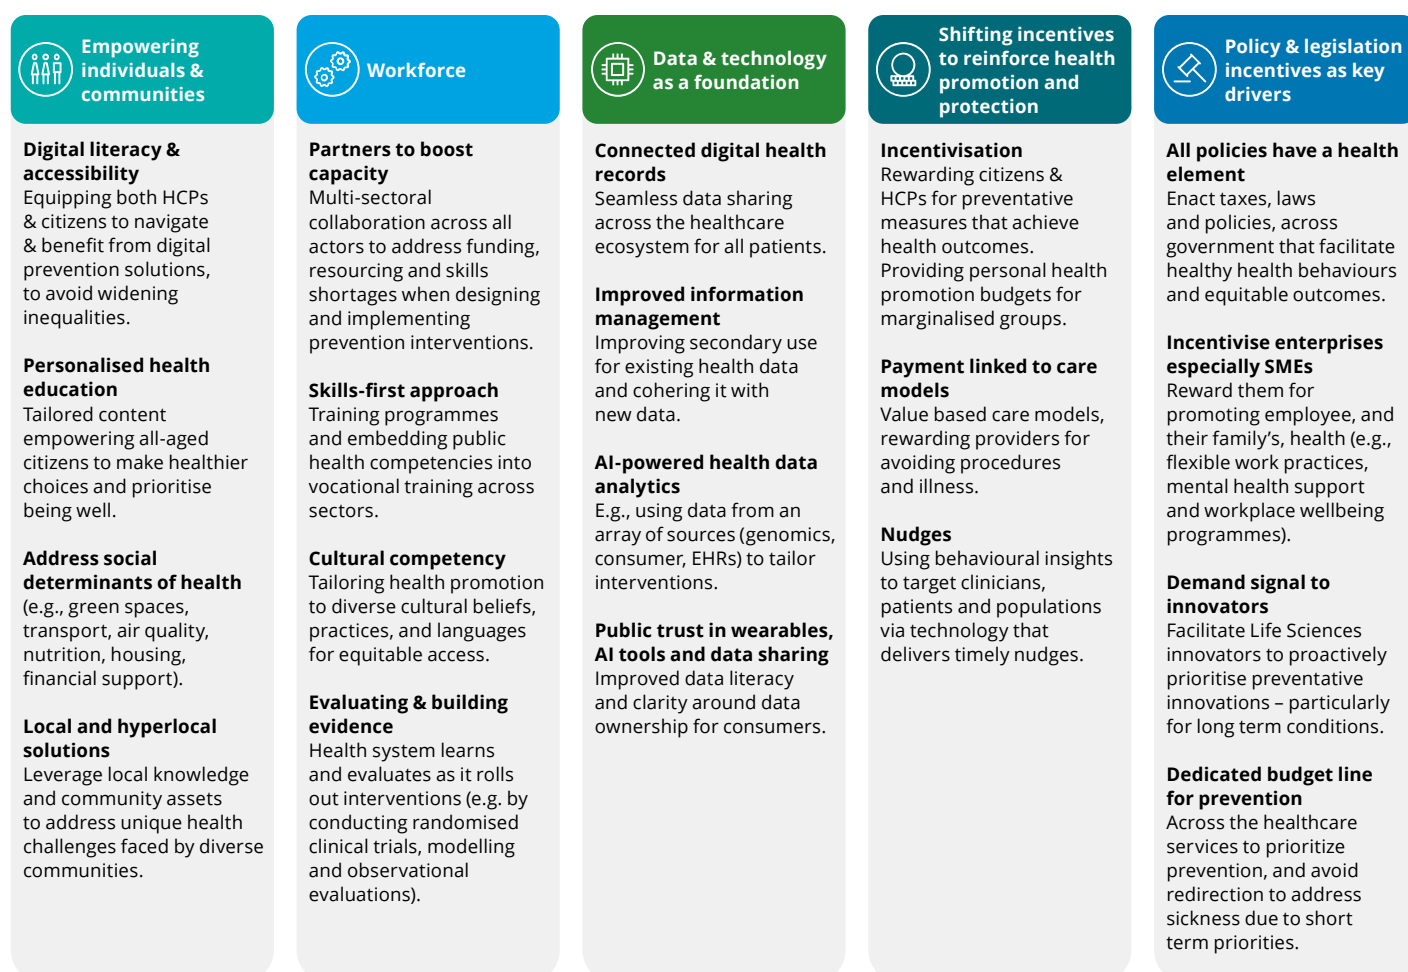 Empowering
individuals &
communities
Digital literacy &
accessibility
Equipping both HCPs
& citizens to navigate
& benefit from digital
prevention solutions,
to avoid widening
inequalities.
Personalised health
education
Tailored content
empowering all-aged
citizens to make healthier
choices and prioritise
being well.
Address social
determinants of health
(e.g., green spaces,
transport, air quality,
nutrition, housing,
financial support).
Local and hyperlocal
solutions
Leverage local knowledge
and community assets
to address unique health
challenges faced by diverse
communities.
Workforce
Partners to boost
capacity
Multi-sectoral
collaboration across all
actors to address funding,
resourcing and skills
shortages when designing
and implementing
prevention interventions.
Skills-first approach
Training programmes
and embedding public
health competencies into
vocational training across
sectors.
Cultural competency
Tailoring health promotion
to diverse cultural beliefs,
practices, and languages
for equitable access.
Evaluating & building
evidence
Health system learns
and evaluates as it rolls
out interventions (e.g. by
conducting randomised
clinical trials, modelling
and observational
evaluations).
Data & technology
as a foundation
Connected digital health
records
Seamless data sharing
across the healthcare
ecosystem for all patients.
Improved information
management
Improving secondary use
for existing health data
and cohering it with
new data.
AI-powered health data
analytics
E.g., using data from an
array of sources (genomics,
consumer, EHRs) to tailor
interventions.
Public trust in wearables,
AI tools and data sharing
Improved data literacy
and clarity around data
ownership for consumers.
Shifting incentives
to reinforce health
promotion and
protection
Incentivisation
Rewarding citizens &
HCPs for preventative
measures that achieve
health outcomes.
Providing personal health
promotion budgets for
marginalised groups.
Payment linked to care
models
Value based care models,
rewarding providers for
avoiding procedures
and illness.
Nudges
Using behavioural insights
to target clinicians,
patients and populations
via technology that
delivers timely nudges.
Policy & legislation
incentives as key
drivers
All policies have a health
element
Enact taxes, laws
and policies, across
government that facilitate
healthy health behaviours
and equitable outcomes.
Incentivise enterprises
especially SMEs
Reward them for
promoting employee, and
their family's, health (e.g.,
flexible work practices,
mental health support
and workplace wellbeing
programmes).
Demand signal to
innovators
Facilitate Life Sciences
innovators to proactively
prioritise preventative
innovations – particularly
for long term conditions.
Dedicated budget line
for prevention
Across the healthcare
services to prioritize
prevention, and avoid
redirection to address
sickness due to short
term priorities.